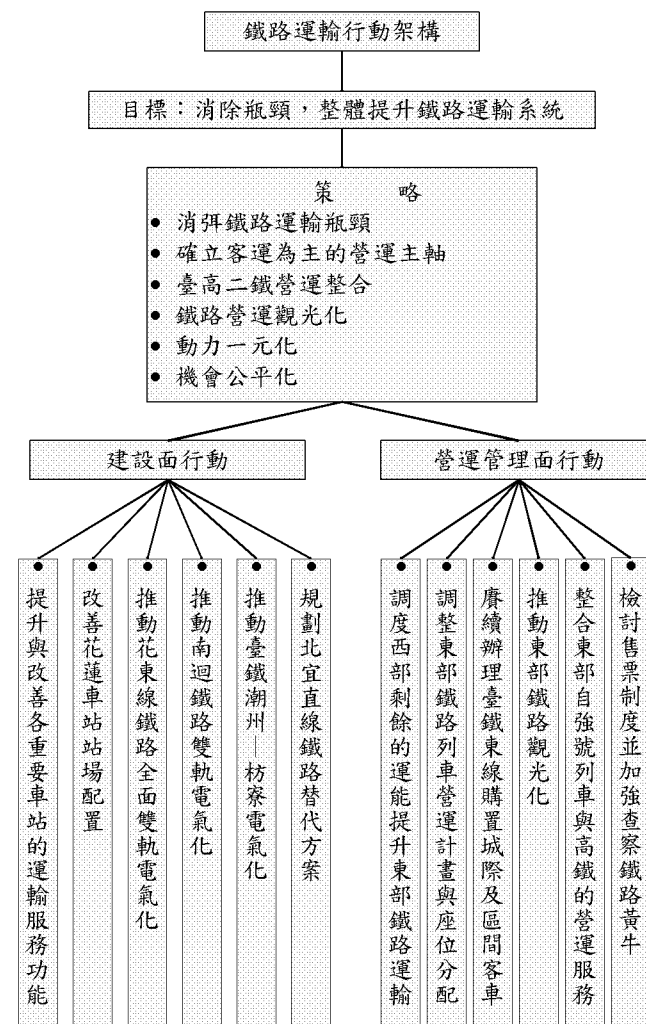 鐵路運輸行動架構
目標：消除瓶頸，整體提升鐵路運輸系統
策　　略
● 消弭鐵路運輸瓶頸
● 確立客運為主的營運主軸
● 臺高二鐵營運整合
● 鐵路營運觀光化
● 動力一元化
● 機會公平化
建設面行動
營運管理面行動
● 提升與改善各重要車站的運輸服務功能
● 改善花蓮車站站場配置
● 推動花東線鐵路全面雙軌電氣化
● 推動南迴鐵路雙軌電氣化
● 推動臺鐵潮州—枋寮電氣化
● 規劃北宜直線鐵路替代方案
● 調度西部剩餘的運能提升東部鐵路運輸
● 調整東部鐵路列車營運計畫與座位分配
● 賡續辦理臺鐵東線購置城際及區間客車
● 推動東部鐵路觀光化
● 整合東部自強號列車與高鐵的營運服務
● 檢討售票制度並加強查察鐵路黃牛